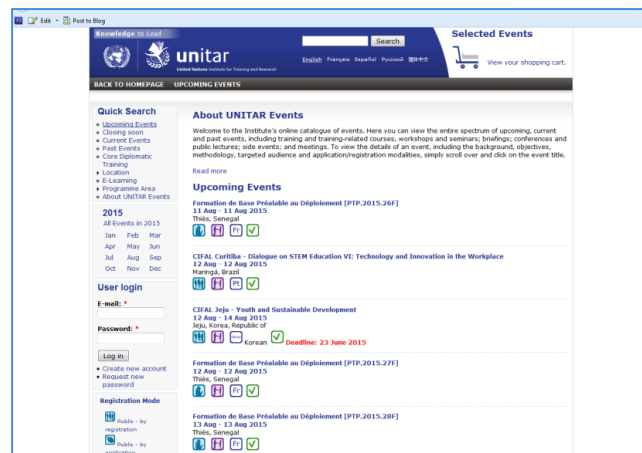 Edit
Post to Blog
Knowledge to Lead
unitar
United Nations Institute for Training and Research
Search
English Français Español Русский 简体中文
Selected Events
View your shopping cart.
BACK TO HOMEPAGE UPCOMING EVENTS
Quick Search
Upcoming Events
Closing soon
Current Events
Past Events
Core Diplomatic
Training
Location
E-Learning
Programme Area
About UNITAR Events
2015
All Events in 2015
Jan Feb Mar
Apr May Jun
Jul Aug Sep
Oct Nov Dec
User login
E-mail: *
Password: *
Log in
Create new account
Request new
password
Registration Mode
Public - by
registration
Public - by
application
About UNITAR Events
Welcome to the Institute's online catalogue of events. Here you can view the entire spectrum of upcoming, current
and past events, including training and training-related courses, workshops and seminars; briefings; conferences and
public lectures; side events; and meetings. To view the details of an event, including the background, objectives,
methodology, targeted audience and application/registration modalities, simply scroll over and click on the event title.
Read more
Upcoming Events
Formation de Base Préalable au Déploiement [PTP.2015.26F]
11 Aug - 11 Aug 2015
Thiès, Senegal
Fr
CIFAL Curitiba - Dialogue on STEM Education VI: Technology and Innovation in the Workplace
12 Aug - 12 Aug 2015
Maringá, Brazil
Pt
CIFAL Jeju - Youth and Sustainable Development
12 Aug - 14 Aug 2015
Jeju, Korea, Republic of
Korean Deadline: 23 June 2015
Formation de Base Préalable au Déploiement [PTP.2015.27F]
12 Aug - 12 Aug 2015
Thiès, Senegal
Fr
Formation de Base Préalable au Déploiement [PTP.2015.28F]
13 Aug - 13 Aug 2015
Thiès, Senegal
Fr